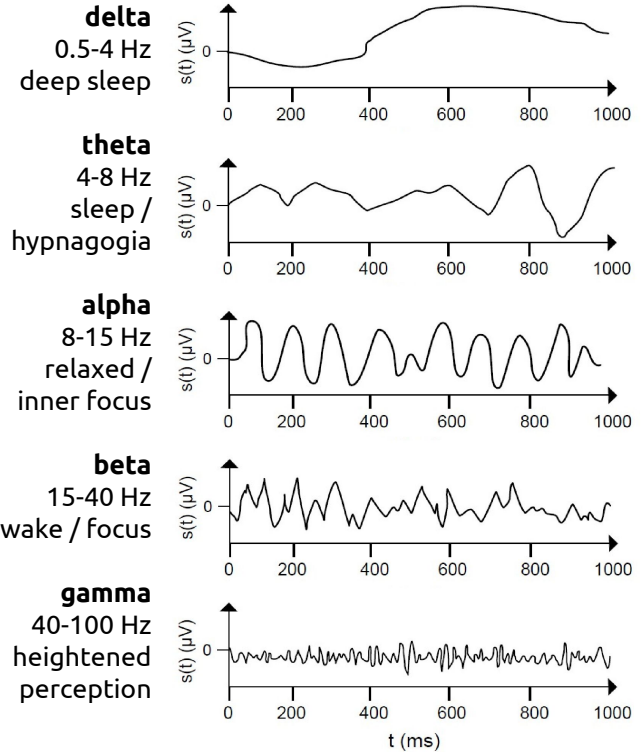 delta
0.5-4 Hz
deep sleep
s(t) (μV)
0
0 200 400 600 800 1000
theta
4-8 Hz
sleep /
hypnagogia
s(t) (μV)
0
0 200 400 600 800 1000
alpha
8-15 Hz
relaxed /
inner focus
s(t) (μV)
0
0 200 400 600 800 1000
beta
15-40 Hz
wake / focus
s(t) (μV)
0
0 200 400 600 800 1000
gamma
40-100 Hz
heightened
perception
s(t) (μV)
0
0 200 400 600 800 1000
t (ms)